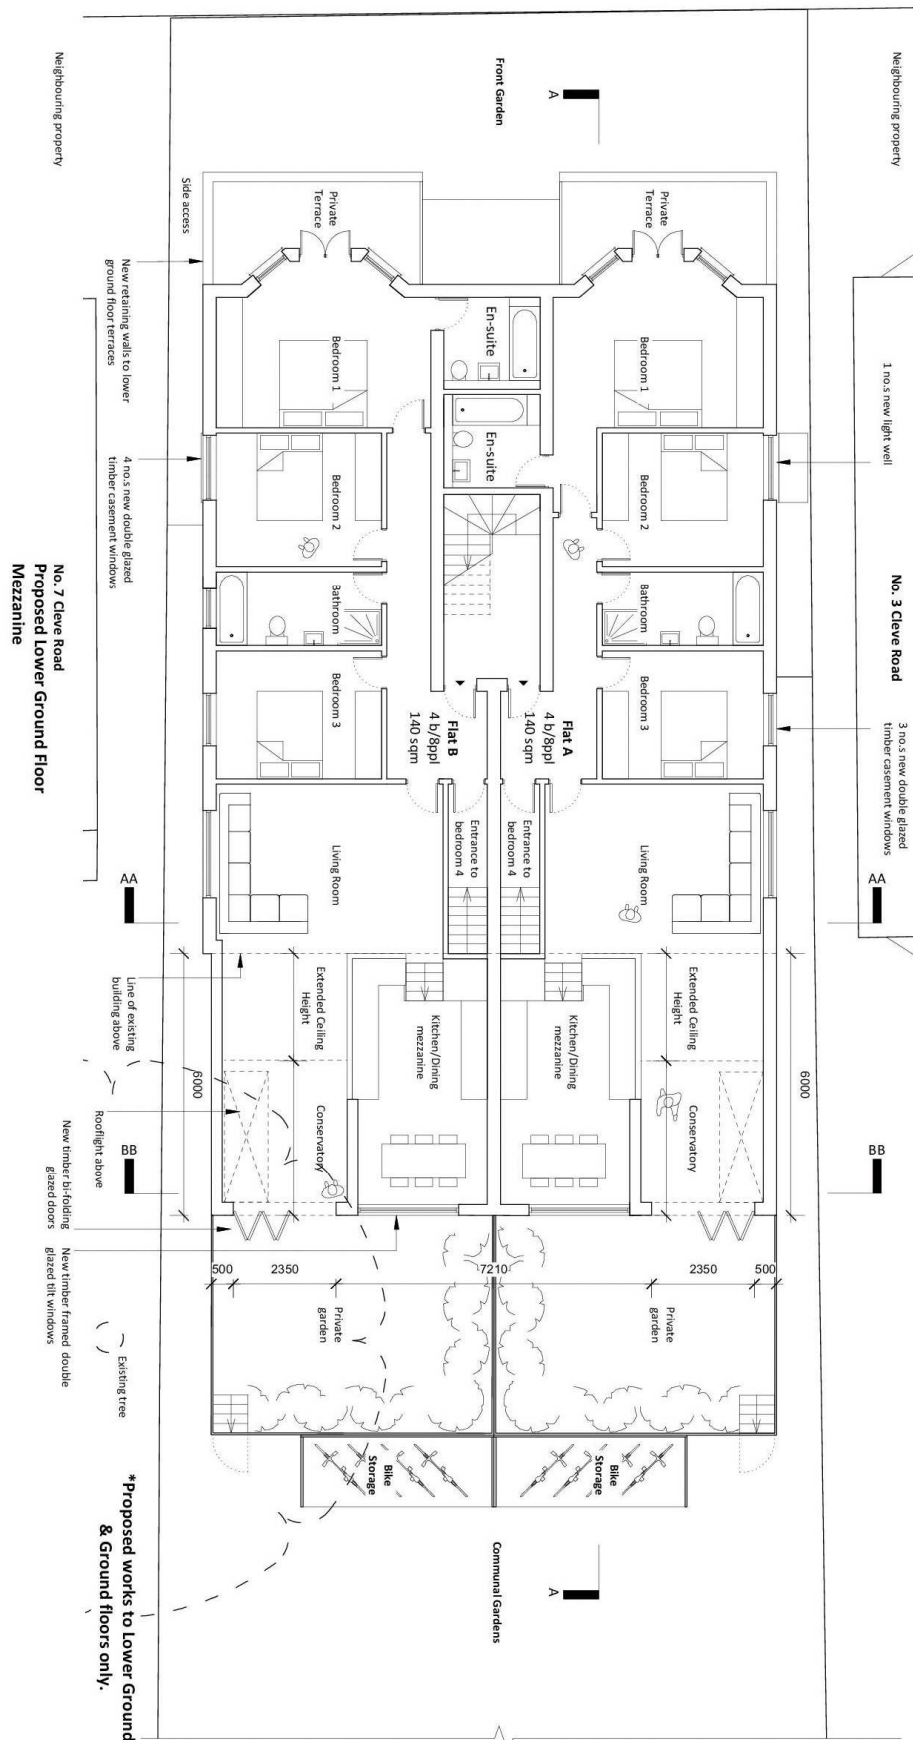 Neighbouring property
No. 3 Cleve Road
1 no.s new light well
3 no.s new double glazed
timber casement windows
AA
BB
6000
Front Garden
A
Private
Terrace
Bedroom 1
En-suite
Bedroom 2
Bathroom
Bedroom 3
Flat A
4 b/8ppl
140 sqm
Living Room
Entrance to
bedroom 4
Extended Ceiling
Height
Kitchen/Dining
mezzanine
Conservatory
Private
garden
Bike
Storage
Communal Gardens
A
500
2350
7210
2350
500
Private
Terrace
Bedroom 1
En-suite
Bedroom 2
Bathroom
Bedroom 3
Flat B
4 b/8ppl
140 sqm
Living Room
Entrance to
bedroom 4
Extended Ceiling
Height
Kitchen/Dining
mezzanine
Conservatory
Private
garden
Bike
Storage
6000
Side access
Neighbouring property
New retaining walls to lower
ground floor terraces
4 no.s new double glazed
timber casement windows
AA
Line of existing
building above
Rooflight above
BB
New timber bi-folding
glazed doors
New timber framed double
glazed tilt windows
Existing tree
No. 7 Cleve Road
Proposed Lower Ground Floor
Mezzanine
*Proposed works to Lower Ground
& Ground floors only.